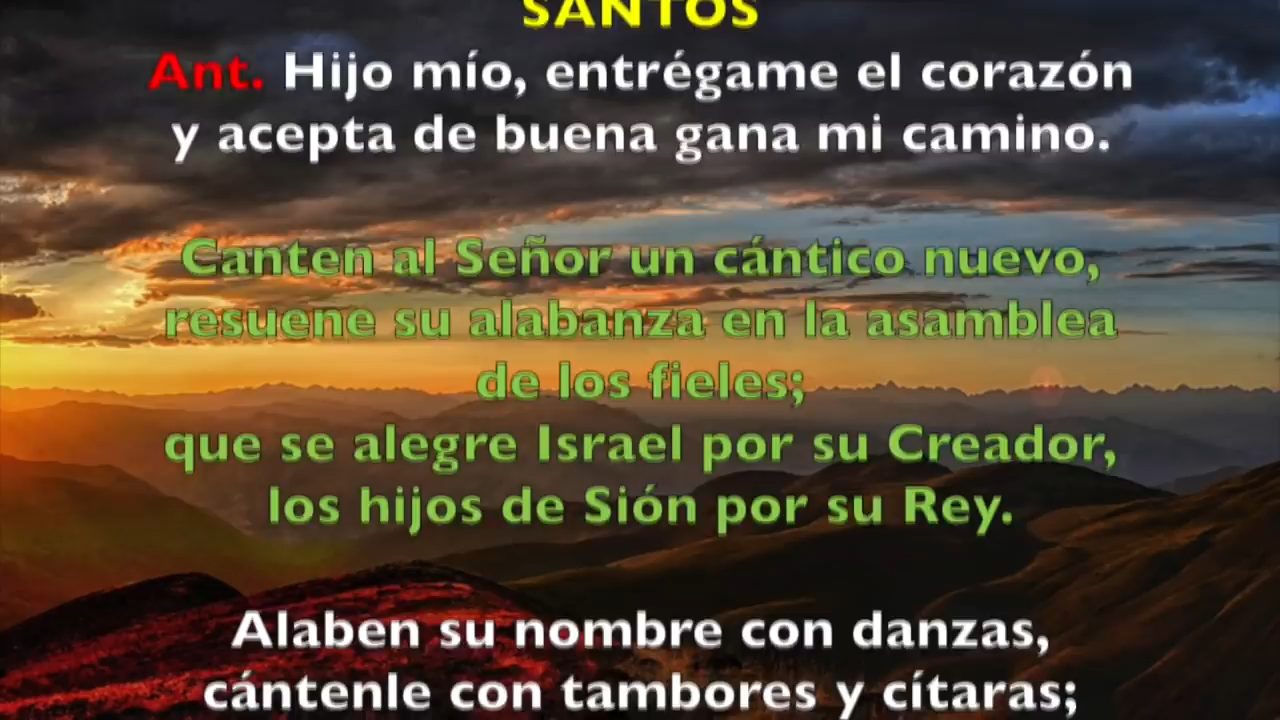 SANTOS
Ant. Hijo mío, entrégame el corazón
y acepta de buena gana mi camino.
Canten al Señor un cántico nuevo,
resuene su alabanza en la asamblea
de los fieles;
que se alegre Israel por su Creador,
los hijos de Sión por su Rey.
Alaben su nombre con danzas,
cántenle con tambores y cítaras;